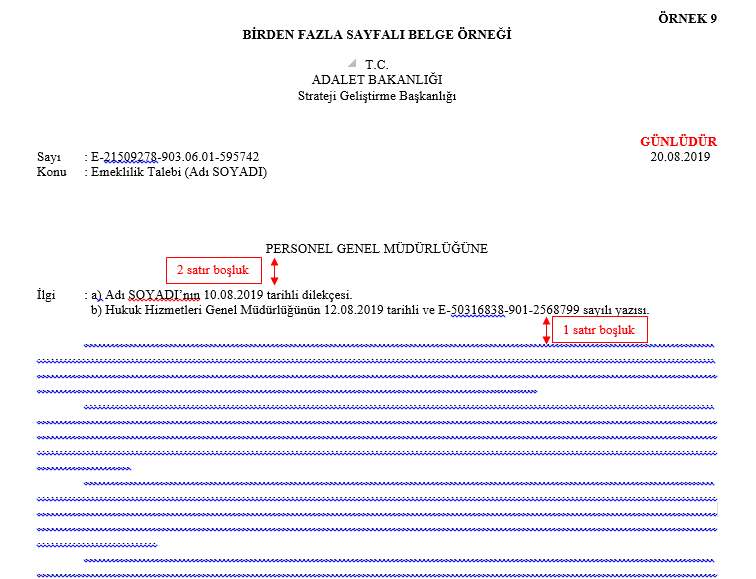 ÖRNEK 9
BİRDEN FAZLA SAYFALI BELGE ÖRNEĞİ
T.C.
ADALET BAKANLIĞI
Strateji Geliştirme Başkanlığı
GÜNLÜDÜR
Sayı : E-21509278-903.06.01-595742 20.08.2019
Konu : Emeklilik Talebi (Adı SOYADI)
PERSONEL GENEL MÜDÜRLÜĞÜNE
2 satır boşluk
İlgi : a) Adı SOYADI'nın 10.08.2019 tarihli dilekçesi.
b) Hukuk Hizmetleri Genel Müdürlüğünün 12.08.2019 tarihli ve E-50316838-901-2568799 sayılı yazısı.
1 satır boşluk